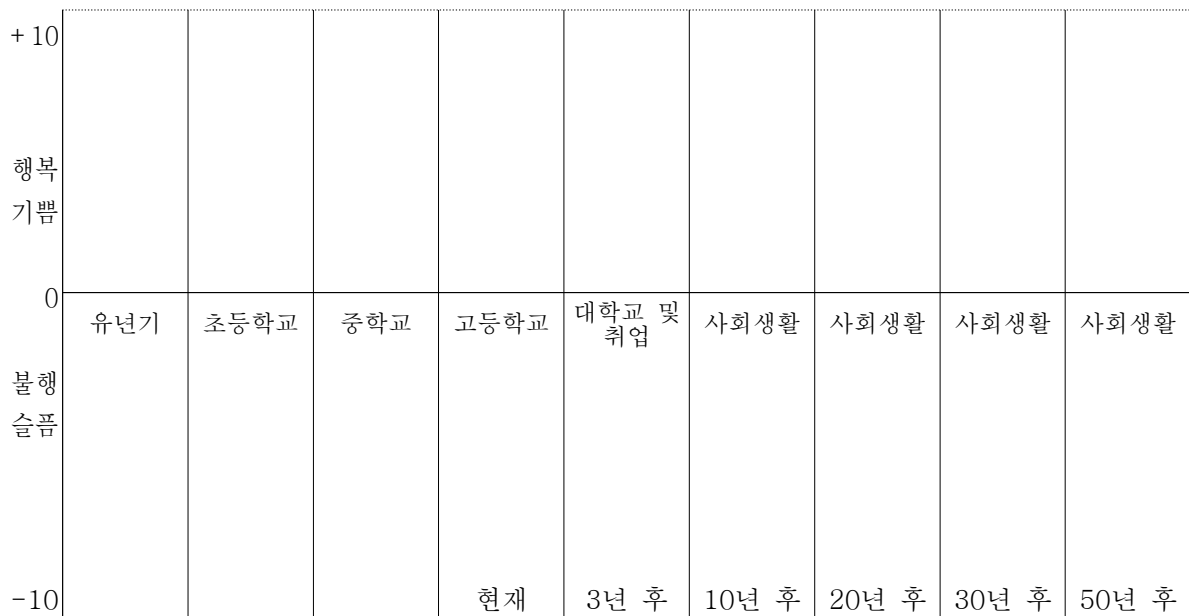 +10
행복
기쁨
0
유년기 초등학교 중학교 고등학교 대학교 및 취업 사회생활 사회생활 사회생활 사회생활
불행
슬픔
-10 현재 3년 후 10년 후 20년 후 30년 후 50년 후